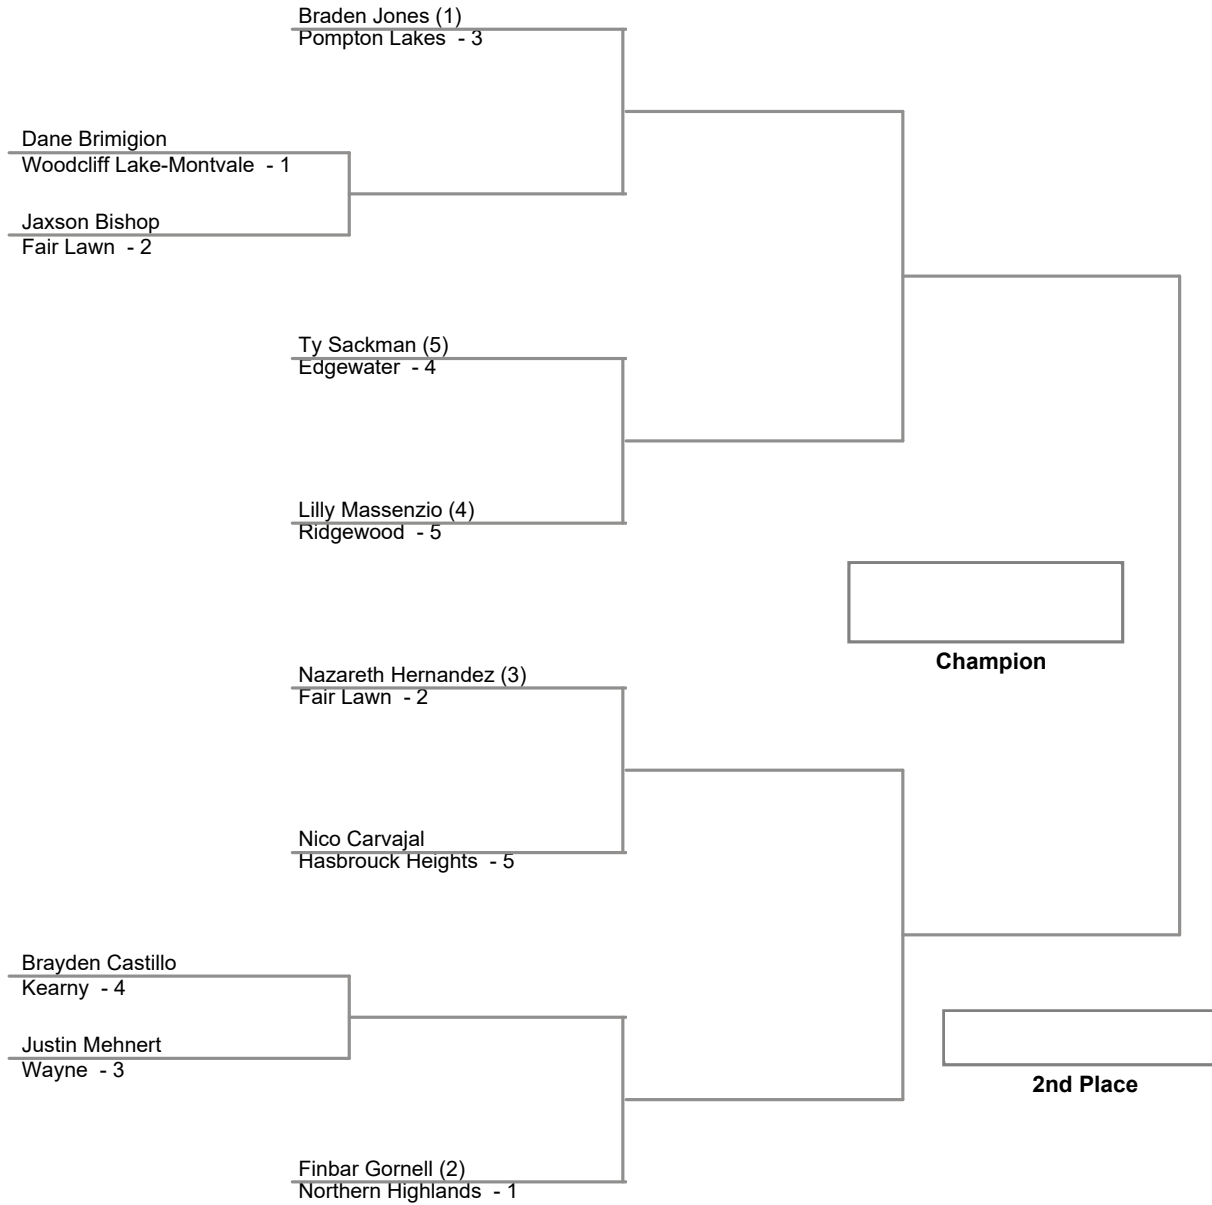 Braden Jones (1)
Pompton Lakes - 3
Dane Brimigion
Woodcliff Lake-Montvale - 1
Jaxson Bishop
Fair Lawn - 2
Ty Sackman (5)
Edgewater - 4
Lilly Massenzio (4)
Ridgewood - 5
Champion
Nazareth Hernandez (3)
Fair Lawn - 2
Nico Carvajal
Hasbrouck Heights - 5
Brayden Castillo
Kearny - 4
Justin Mehnert
Wayne - 3
2nd Place
Finbar Gornell (2)
Northern Highlands - 1